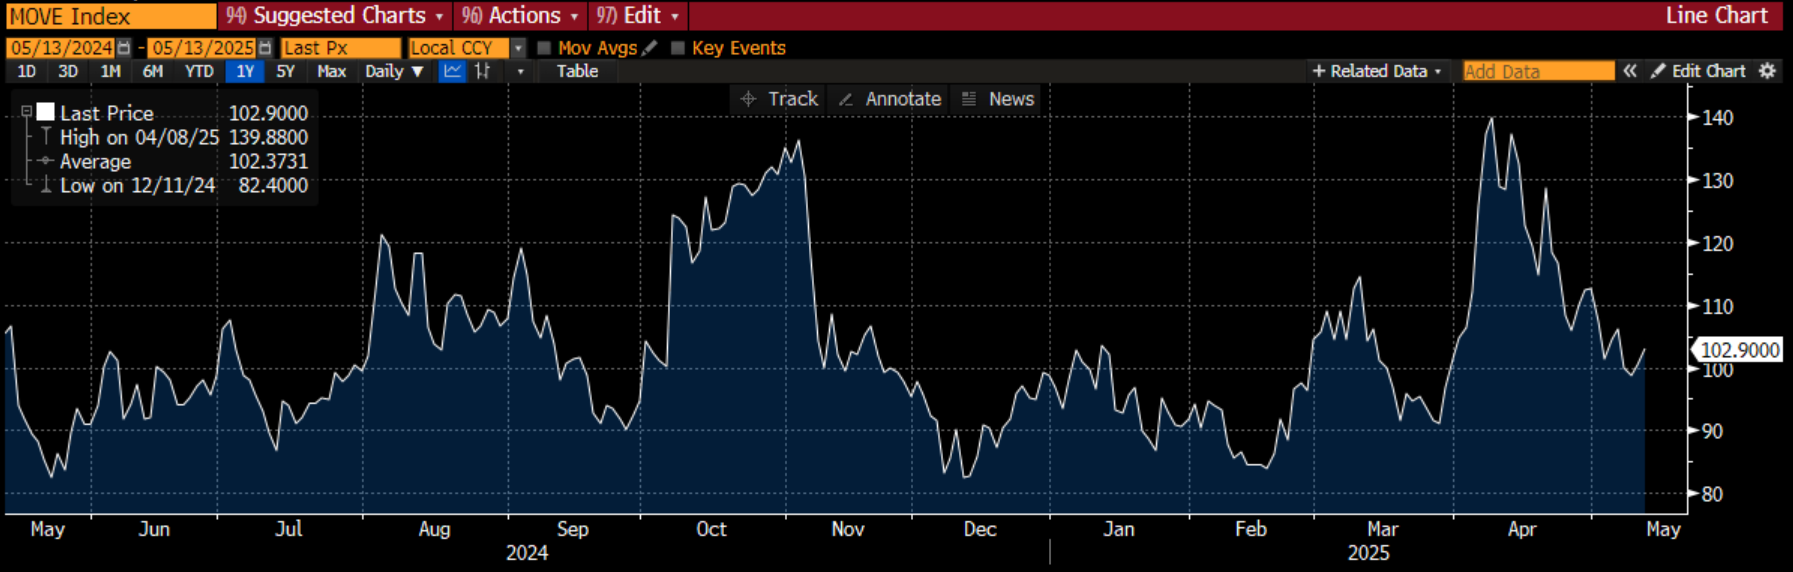 MOVE Index 94) Suggested Charts 96) Actions 97) Edit Line Chart
05/13/2024 - 05/13/2025 Last Px Local CCY Mov Avgs Key Events
1D 3D 1M 6M YTD 1Y 5Y Max Daily ▼ Table + Related Data Add Data « Edit Chart
Track Annotate News
Last Price 102.9000
High on 04/08/25 139.8800
Average 102.3731
Low on 12/11/24 82.4000
140
130
120
110
102.9000
100
90
80
May Jun Jul Aug Sep Oct Nov Dec Jan Feb Mar Apr May
2024 2025